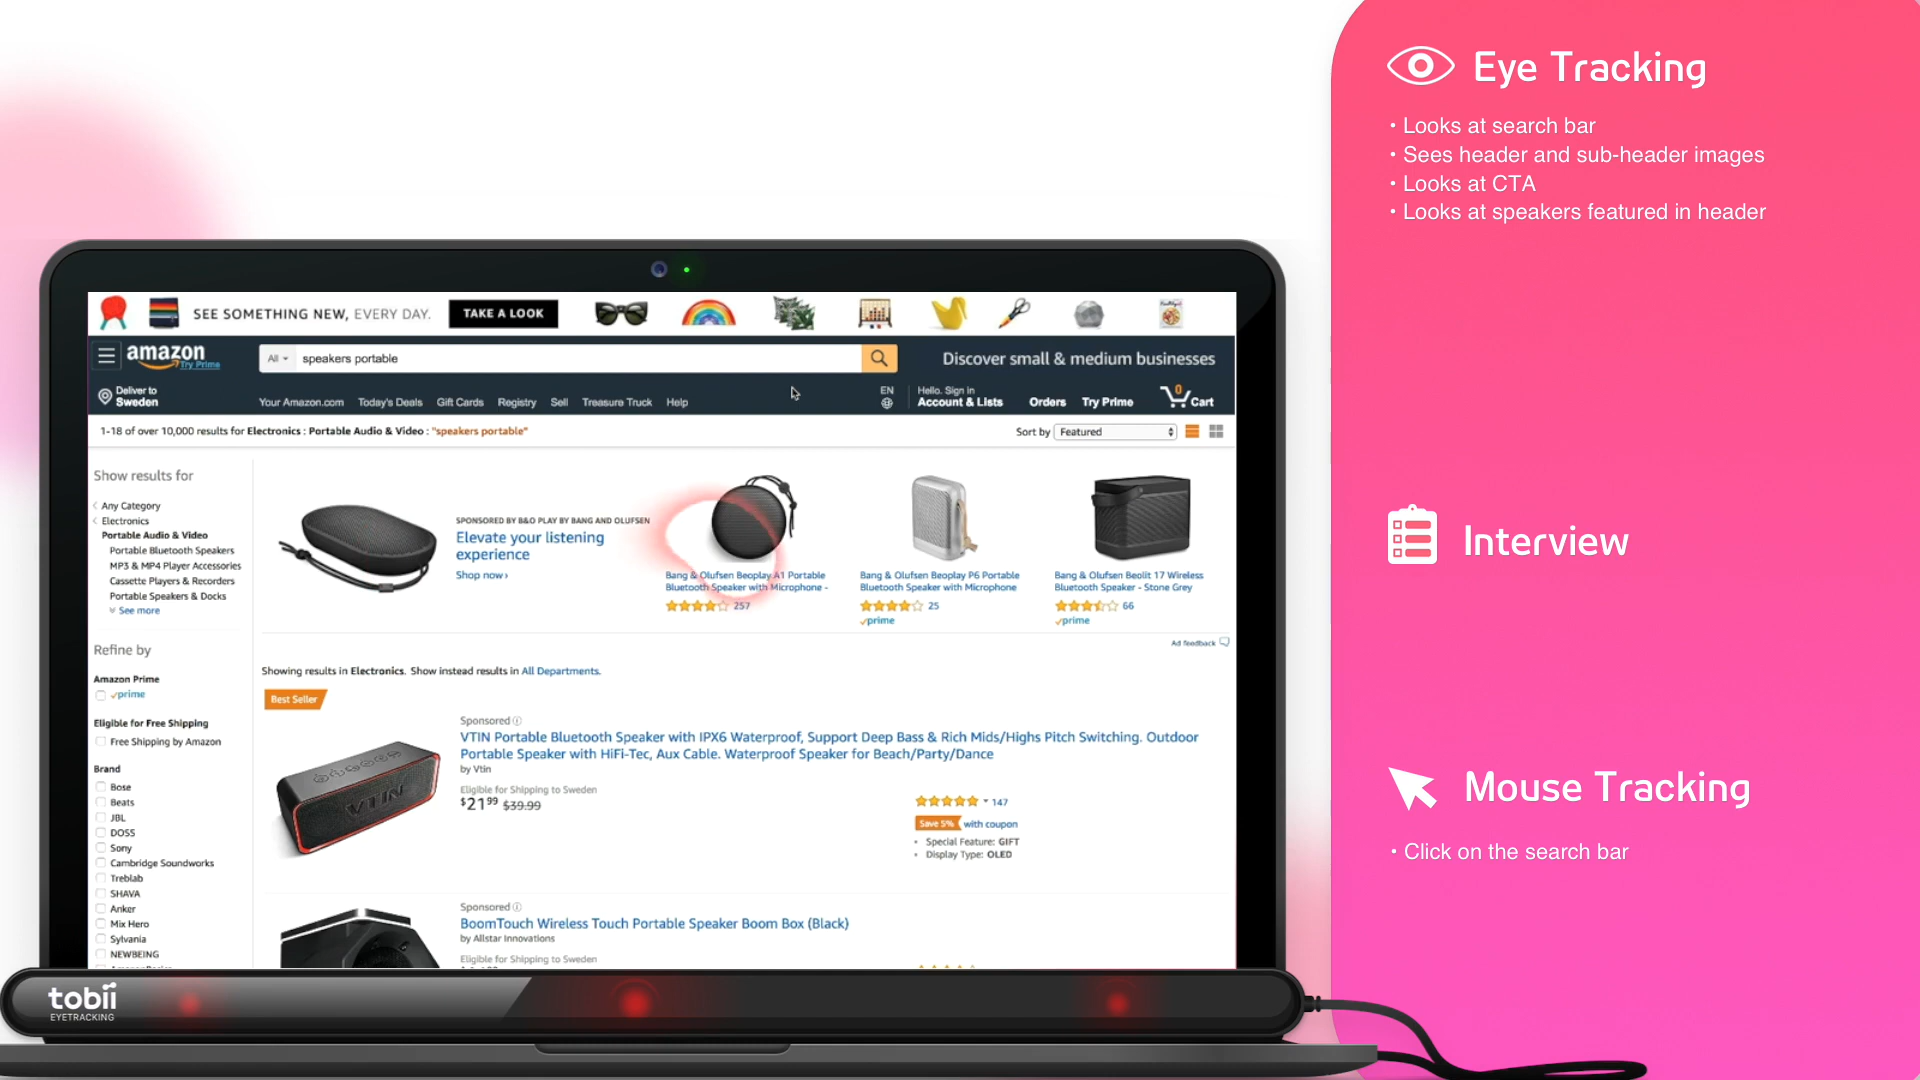 Eye Tracking
• Looks at search bar
• Sees header and sub-header images
• Looks at CTA
• Looks at speakers featured in header
Interview
Mouse Tracking
• Click on the search bar
SEE SOMETHING NEW, EVERY DAY.
TAKE A LOOK
amazon
Try Prime
All
speakers portable
Discover small & medium businesses
Deliver to
Sweden
Your Amazon.com
Today's Deals
Gift Cards
Registry
Sell
Treasure Truck
Help
EN
Hello. Sign in
Account & Lists
Orders
Try Prime
0
Cart
1-18 of over 10,000 results for Electronics : Portable Audio & Video : "speakers portable"
Sort by
Featured
Show results for
‹ Any Category
‹ Electronics
Portable Audio & Video
Portable Bluetooth Speakers
MP3 & MP4 Player Accessories
Cassette Players & Recorders
Portable Speakers & Docks
See more
Refine by
Amazon Prime
prime
Eligible for Free Shipping
Free Shipping by Amazon
Brand
Bose
Beats
JBL
DOSS
Sony
Cambridge Soundworks
Treblab
SHAVA
Anker
Mix Hero
Sylvania
NEWBEING
SPONSORED BY B&O PLAY BY BANG AND OLUFSEN
Elevate your listening
experience
Shop now ›
Bang & Olufsen Beoplay A1 Portable
Bluetooth Speaker with Microphone -
257
Bang & Olufsen Beoplay P6 Portable
Bluetooth Speaker with Microphone
25
prime
Bang & Olufsen Beolit 17 Wireless
Bluetooth Speaker - Stone Grey
66
prime
Ad feedback
Showing results in Electronics. Show instead results in All Departments.
Best Seller
VTIN
Sponsored
VTIN Portable Bluetooth Speaker with IPX6 Waterproof, Support Deep Bass & Rich Mids/Highs Pitch Switching. Outdoor
Portable Speaker with HiFi-Tec, Aux Cable. Waterproof Speaker for Beach/Party/Dance
by Vtin
Eligible for Shipping to Sweden
$21 99 $39.99
147
Save 5% with coupon
• Special Feature: GIFT
• Display Type: OLED
Sponsored
BoomTouch Wireless Touch Portable Speaker Boom Box (Black)
by Allstar Innovations
Eligible for Shipping to Sweden
tobii
EYETRACKING